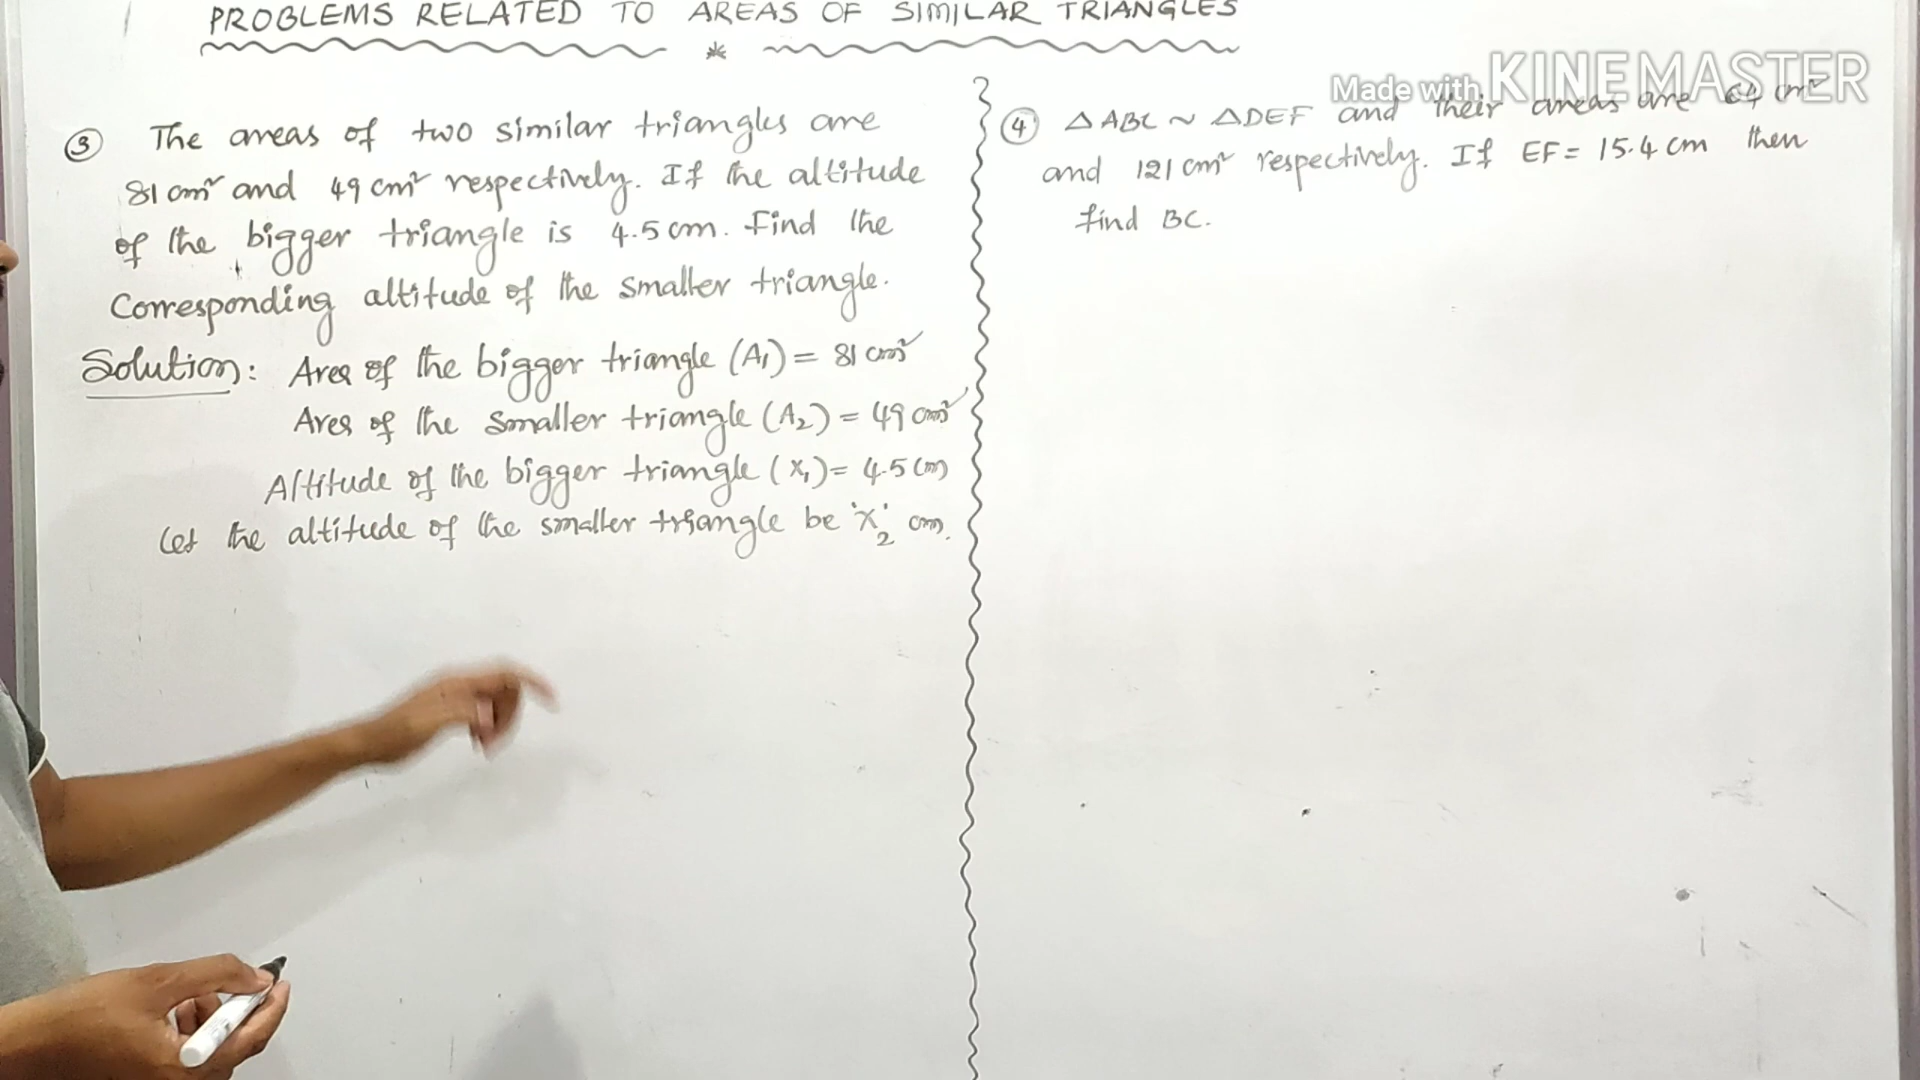 PROBLEMS RELATED TO AREAS OF SIMILAR TRIANGLES
*
Made with KINEMASTER
③ The areas of two similar triangles are
81 cm² and 49 cm² respectively. If the altitude
of the bigger triangle is 4.5 cm. Find the
Corresponding altitude of the smaller triangle.
Solution: Area of the bigger triangle (A₁) = 81 cm²
Area of the smaller triangle (A₂) = 49 cm²
Altitude of the bigger triangle (x₁) = 4.5 cm
Let the altitude of the smaller triangle be 'x₂' cm.
④ △ABC ~ △DEF and their areas are 64 cm²
and 121 cm² respectively. If EF = 15.4 cm then
find BC.